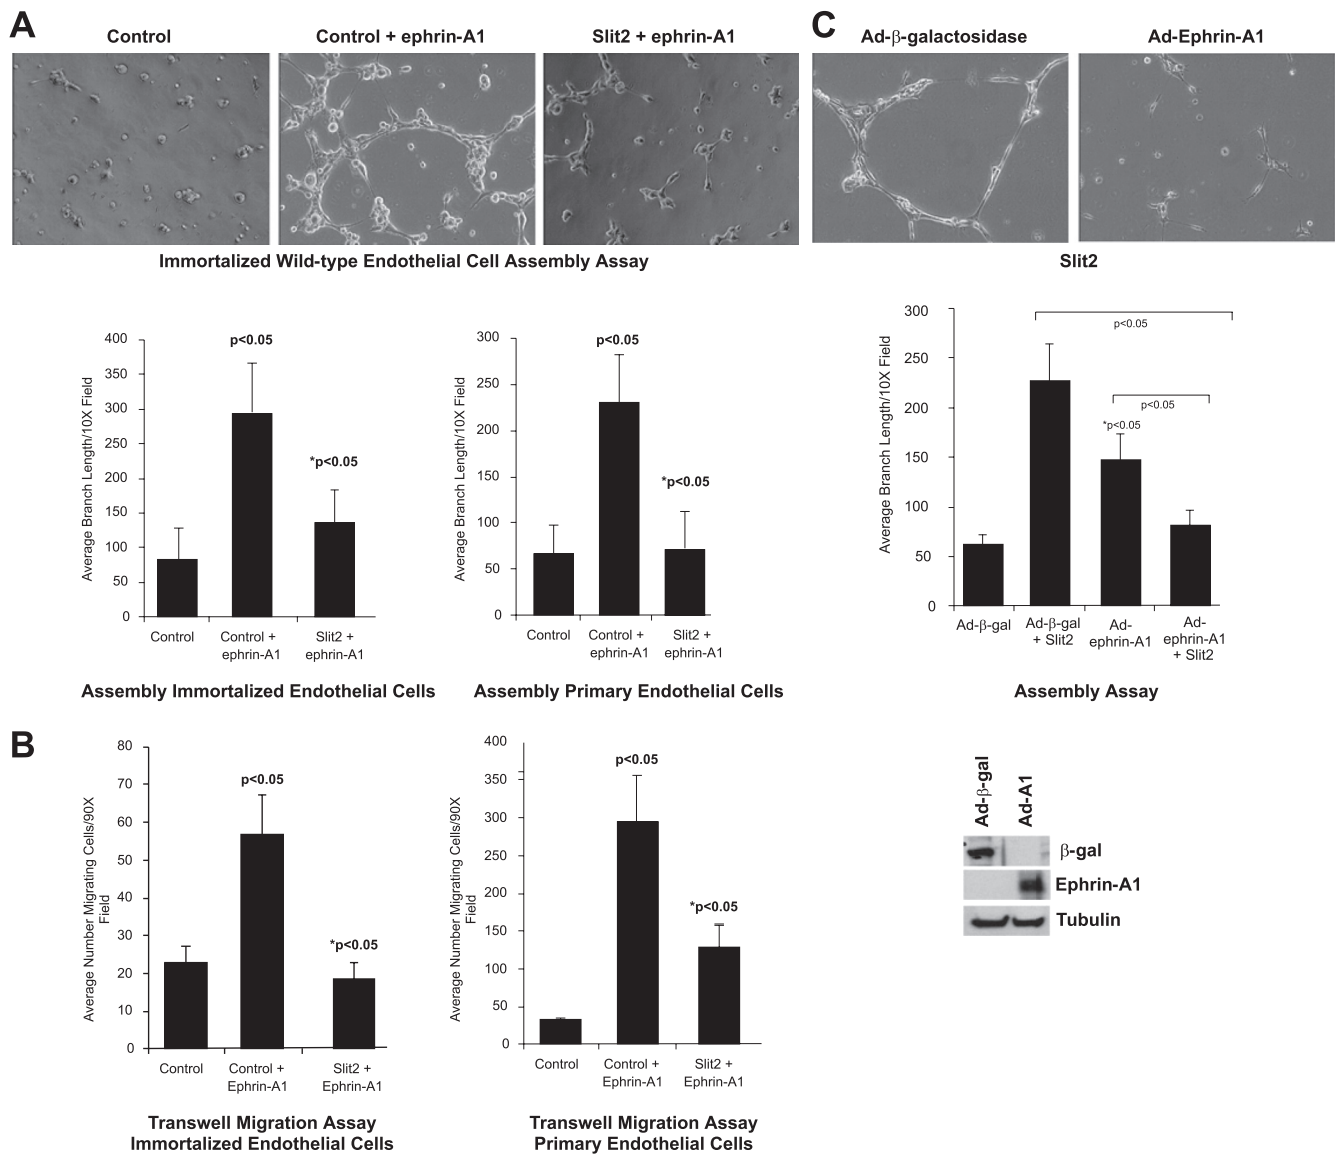 A
Control
Control + ephrin-A1
Slit2 + ephrin-A1
Immortalized Wild-type Endothelial Cell Assembly Assay
Average Branch Length/10X Field
400
350
300
250
200
150
100
50
0
p<0.05
*p<0.05
Control
Control +
ephrin-A1
Slit2 +
ephrin-A1
Assembly Immortalized Endothelial Cells
Average Branch Length/10X Field
300
250
200
150
100
50
0
p<0.05
*p<0.05
Control
Control +
ephrin-A1
Slit2 +
ephrin-A1
Assembly Primary Endothelial Cells
B
Average Number Migrating Cells/90X
Field
80
70
60
50
40
30
20
10
0
p<0.05
*p<0.05
Control
Control +
Ephrin-A1
Slit2 +
Ephrin-A1
Transwell Migration Assay
Immortalized Endothelial Cells
Average Number Migrating Cells/90X
Field
400
350
300
250
200
150
100
50
0
p<0.05
*p<0.05
Control
Control +
Ephrin-A1
Slit2 +
Ephrin-A1
Transwell Migration Assay
Primary Endothelial Cells
C
Ad-β-galactosidase
Ad-Ephrin-A1
Slit2
Average Branch Length/10X Field
300
250
200
150
100
50
0
p<0.05
p<0.05
*p<0.05
Ad-β-gal
Ad-β-gal
+ Slit2
Ad-
ephrin-A1
Ad-
ephrin-A1
+ Slit2
Assembly Assay
Ad-β-gal
Ad-A1
β-gal
Ephrin-A1
Tubulin